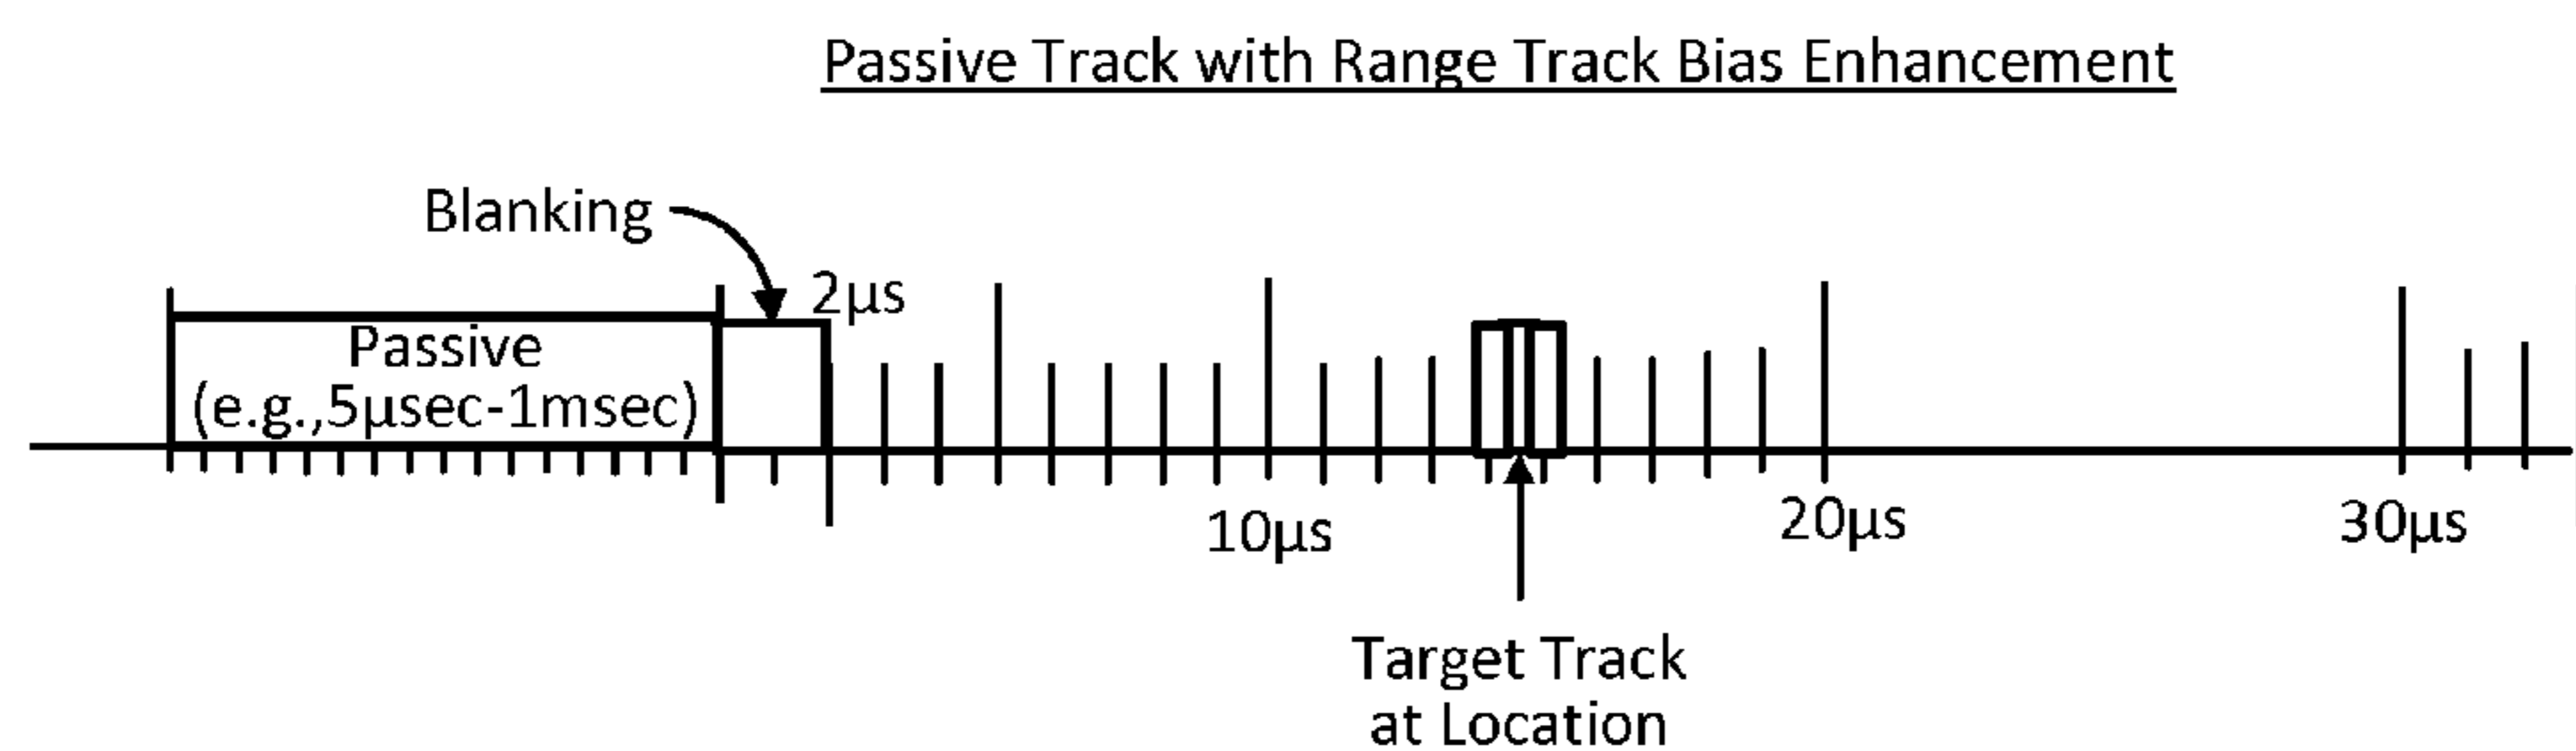 Passive Track with Range Track Bias Enhancement
Blanking
2µs
Passive
(e.g.,5µsec-1msec)
10µs
20µs
30µs
Target Track
at Location